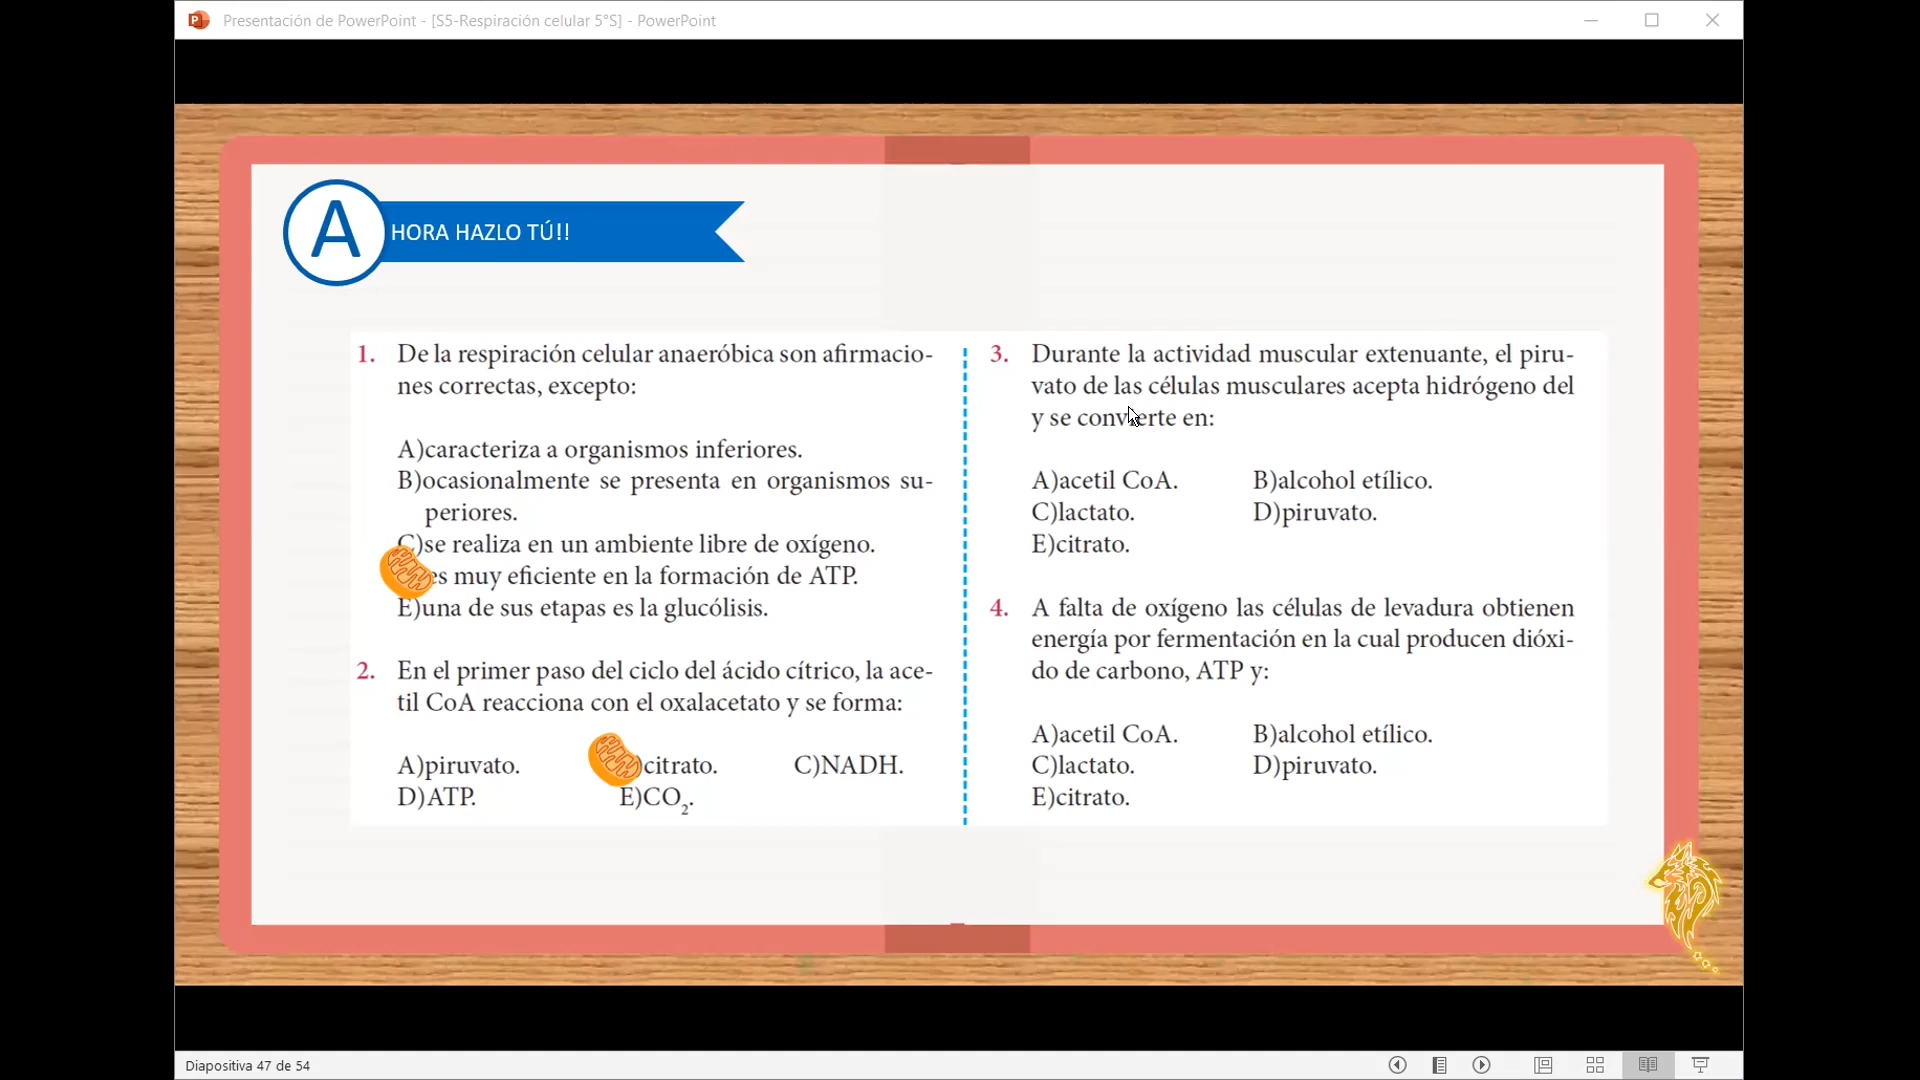 Presentación de PowerPoint - [S5-Respiración celular 5°S] - PowerPoint
A
HORA HAZLO TÚ!!
1. De la respiración celular anaeróbica son afirmacio-
nes correctas, excepto:
A)caracteriza a organismos inferiores.
B)ocasionalmente se presenta en organismos su-
periores.
C)se realiza en un ambiente libre de oxígeno.
es muy eficiente en la formación de ATP.
E)una de sus etapas es la glucólisis.
2. En el primer paso del ciclo del ácido cítrico, la ace-
til CoA reacciona con el oxalacetato y se forma:
A)piruvato. )citrato. C)NADH.
D)ATP. E)CO2.
3. Durante la actividad muscular extenuante, el piru-
vato de las células musculares acepta hidrógeno del
y se convierte en:
A)acetil CoA. B)alcohol etílico.
C)lactato. D)piruvato.
E)citrato.
4. A falta de oxígeno las células de levadura obtienen
energía por fermentación en la cual producen dióxi-
do de carbono, ATP y:
A)acetil CoA. B)alcohol etílico.
C)lactato. D)piruvato.
E)citrato.
Diapositiva 47 de 54